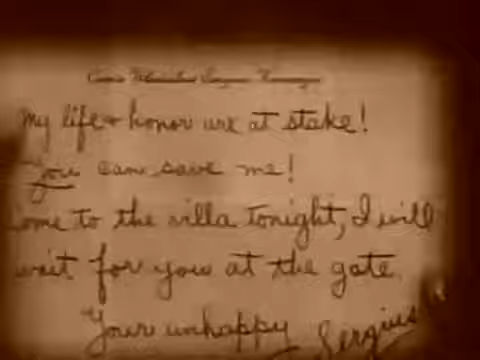 My life & honor are at stake!
You can save me!
Come to the villa tonight, I will
wait for you at the gate.
Your unhappy Sergius